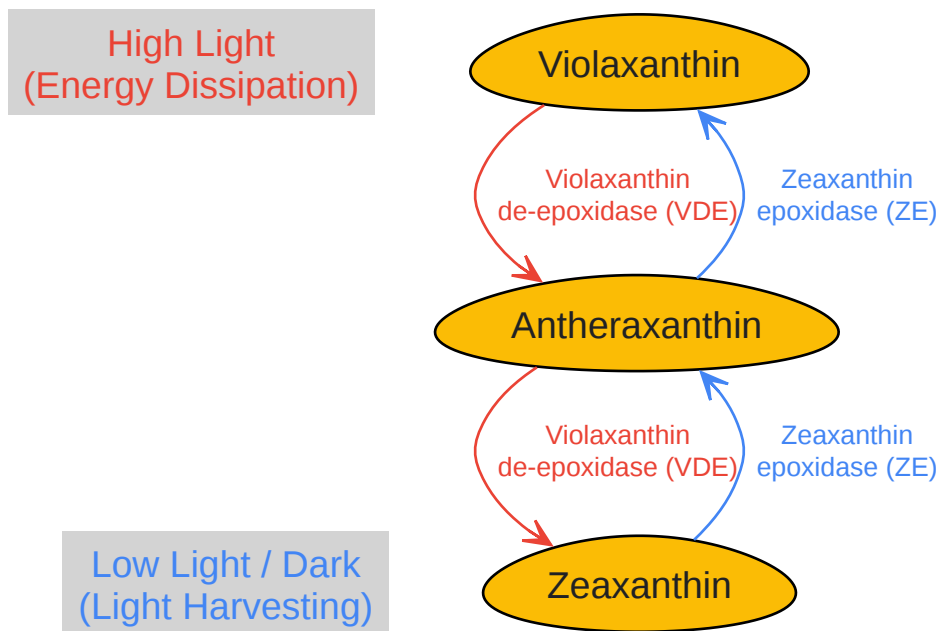 High Light
(Energy Dissipation)
Violaxanthin
Violaxanthin
de-epoxidase (VDE)
Zeaxanthin
epoxidase (ZE)
Antheraxanthin
Violaxanthin
de-epoxidase (VDE)
Zeaxanthin
epoxidase (ZE)
Low Light / Dark
(Light Harvesting)
Zeaxanthin